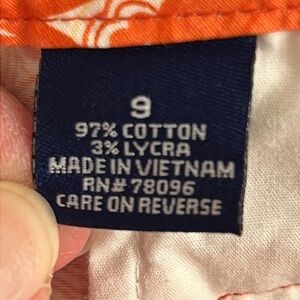 9
97% COTTON
3% LYCRA
MADE IN VIETNAM
RN# 78096
CARE ON REVERSE